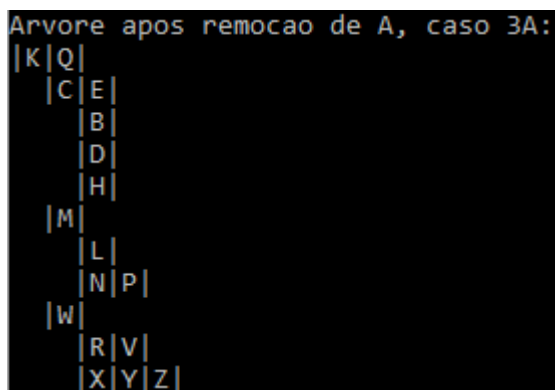 Arvore apos remocao de A, caso 3A:
|K|Q|
|C|E|
|B|
|D|
|H|
|M|
|L|
|N|P|
|W|
|R|V|
|X|Y|Z|